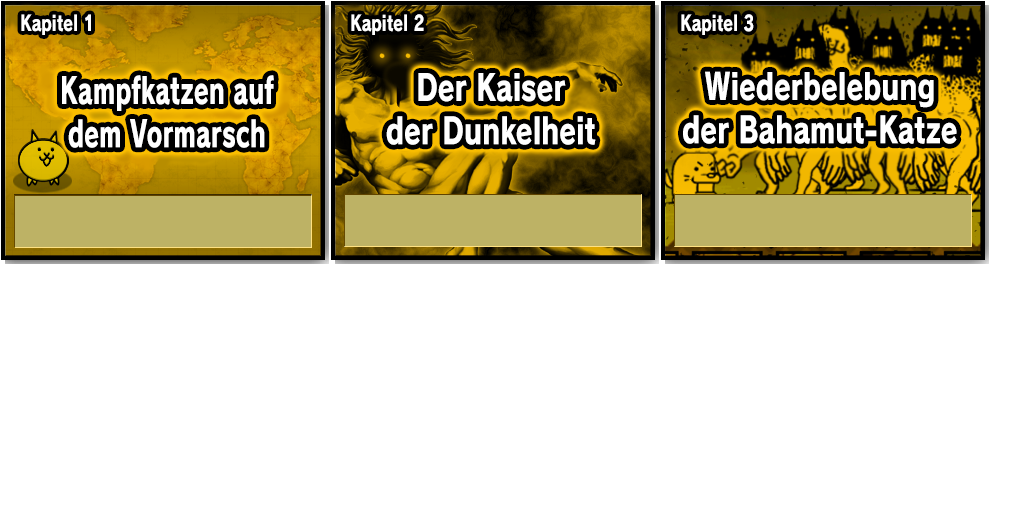 Kapitel 1
Kampfkatzen auf
dem Vormarsch
Kapitel 2
Der Kaiser
der Dunkelheit
Kapitel 3
Wiederbelebung
der Bahamut-Katze